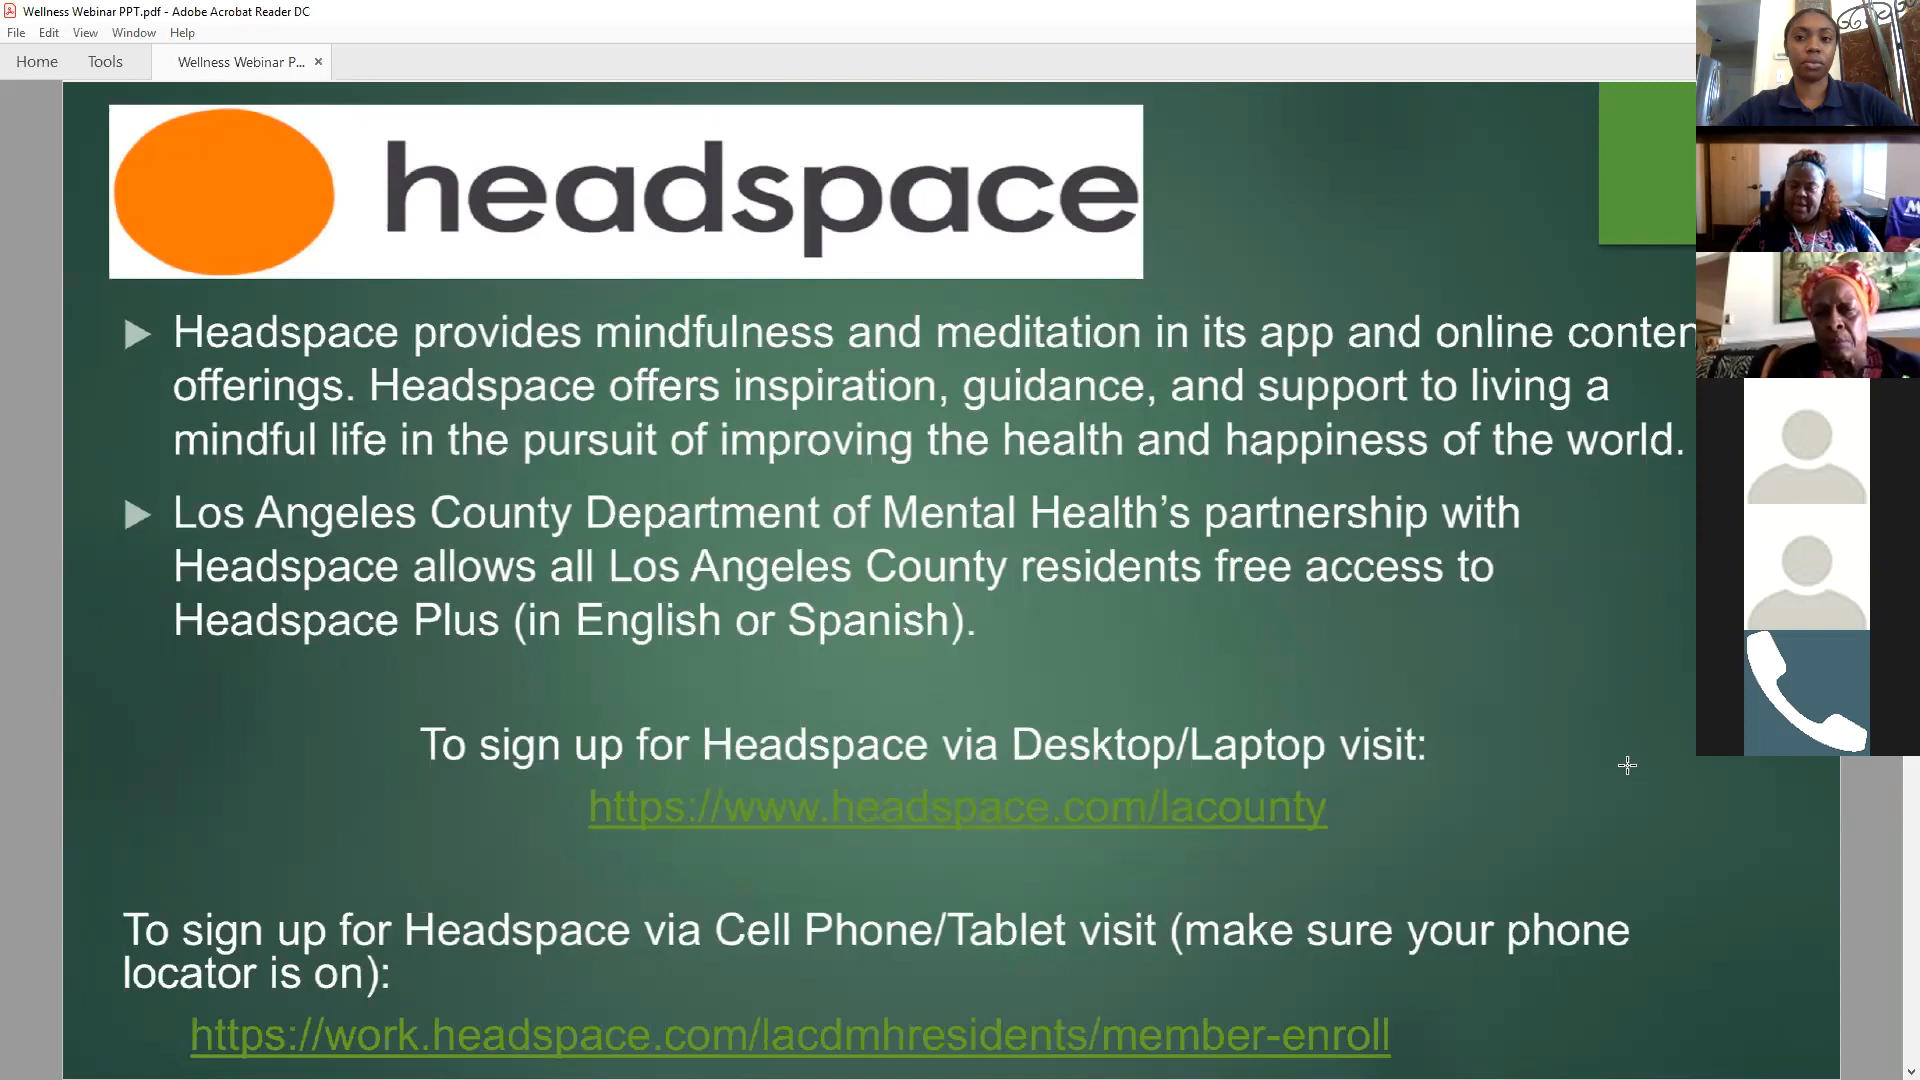 Wellness Webinar PPT.pdf - Adobe Acrobat Reader DC
File Edit View Window Help
Home Tools Wellness Webinar P... ×
headspace
Headspace provides mindfulness and meditation in its app and online conten
offerings. Headspace offers inspiration, guidance, and support to living a
mindful life in the pursuit of improving the health and happiness of the world.
Los Angeles County Department of Mental Health’s partnership with
Headspace allows all Los Angeles County residents free access to
Headspace Plus (in English or Spanish).
To sign up for Headspace via Desktop/Laptop visit:
https://www.headspace.com/lacounty
To sign up for Headspace via Cell Phone/Tablet visit (make sure your phone
locator is on):
https://work.headspace.com/lacdmhresidents/member-enroll